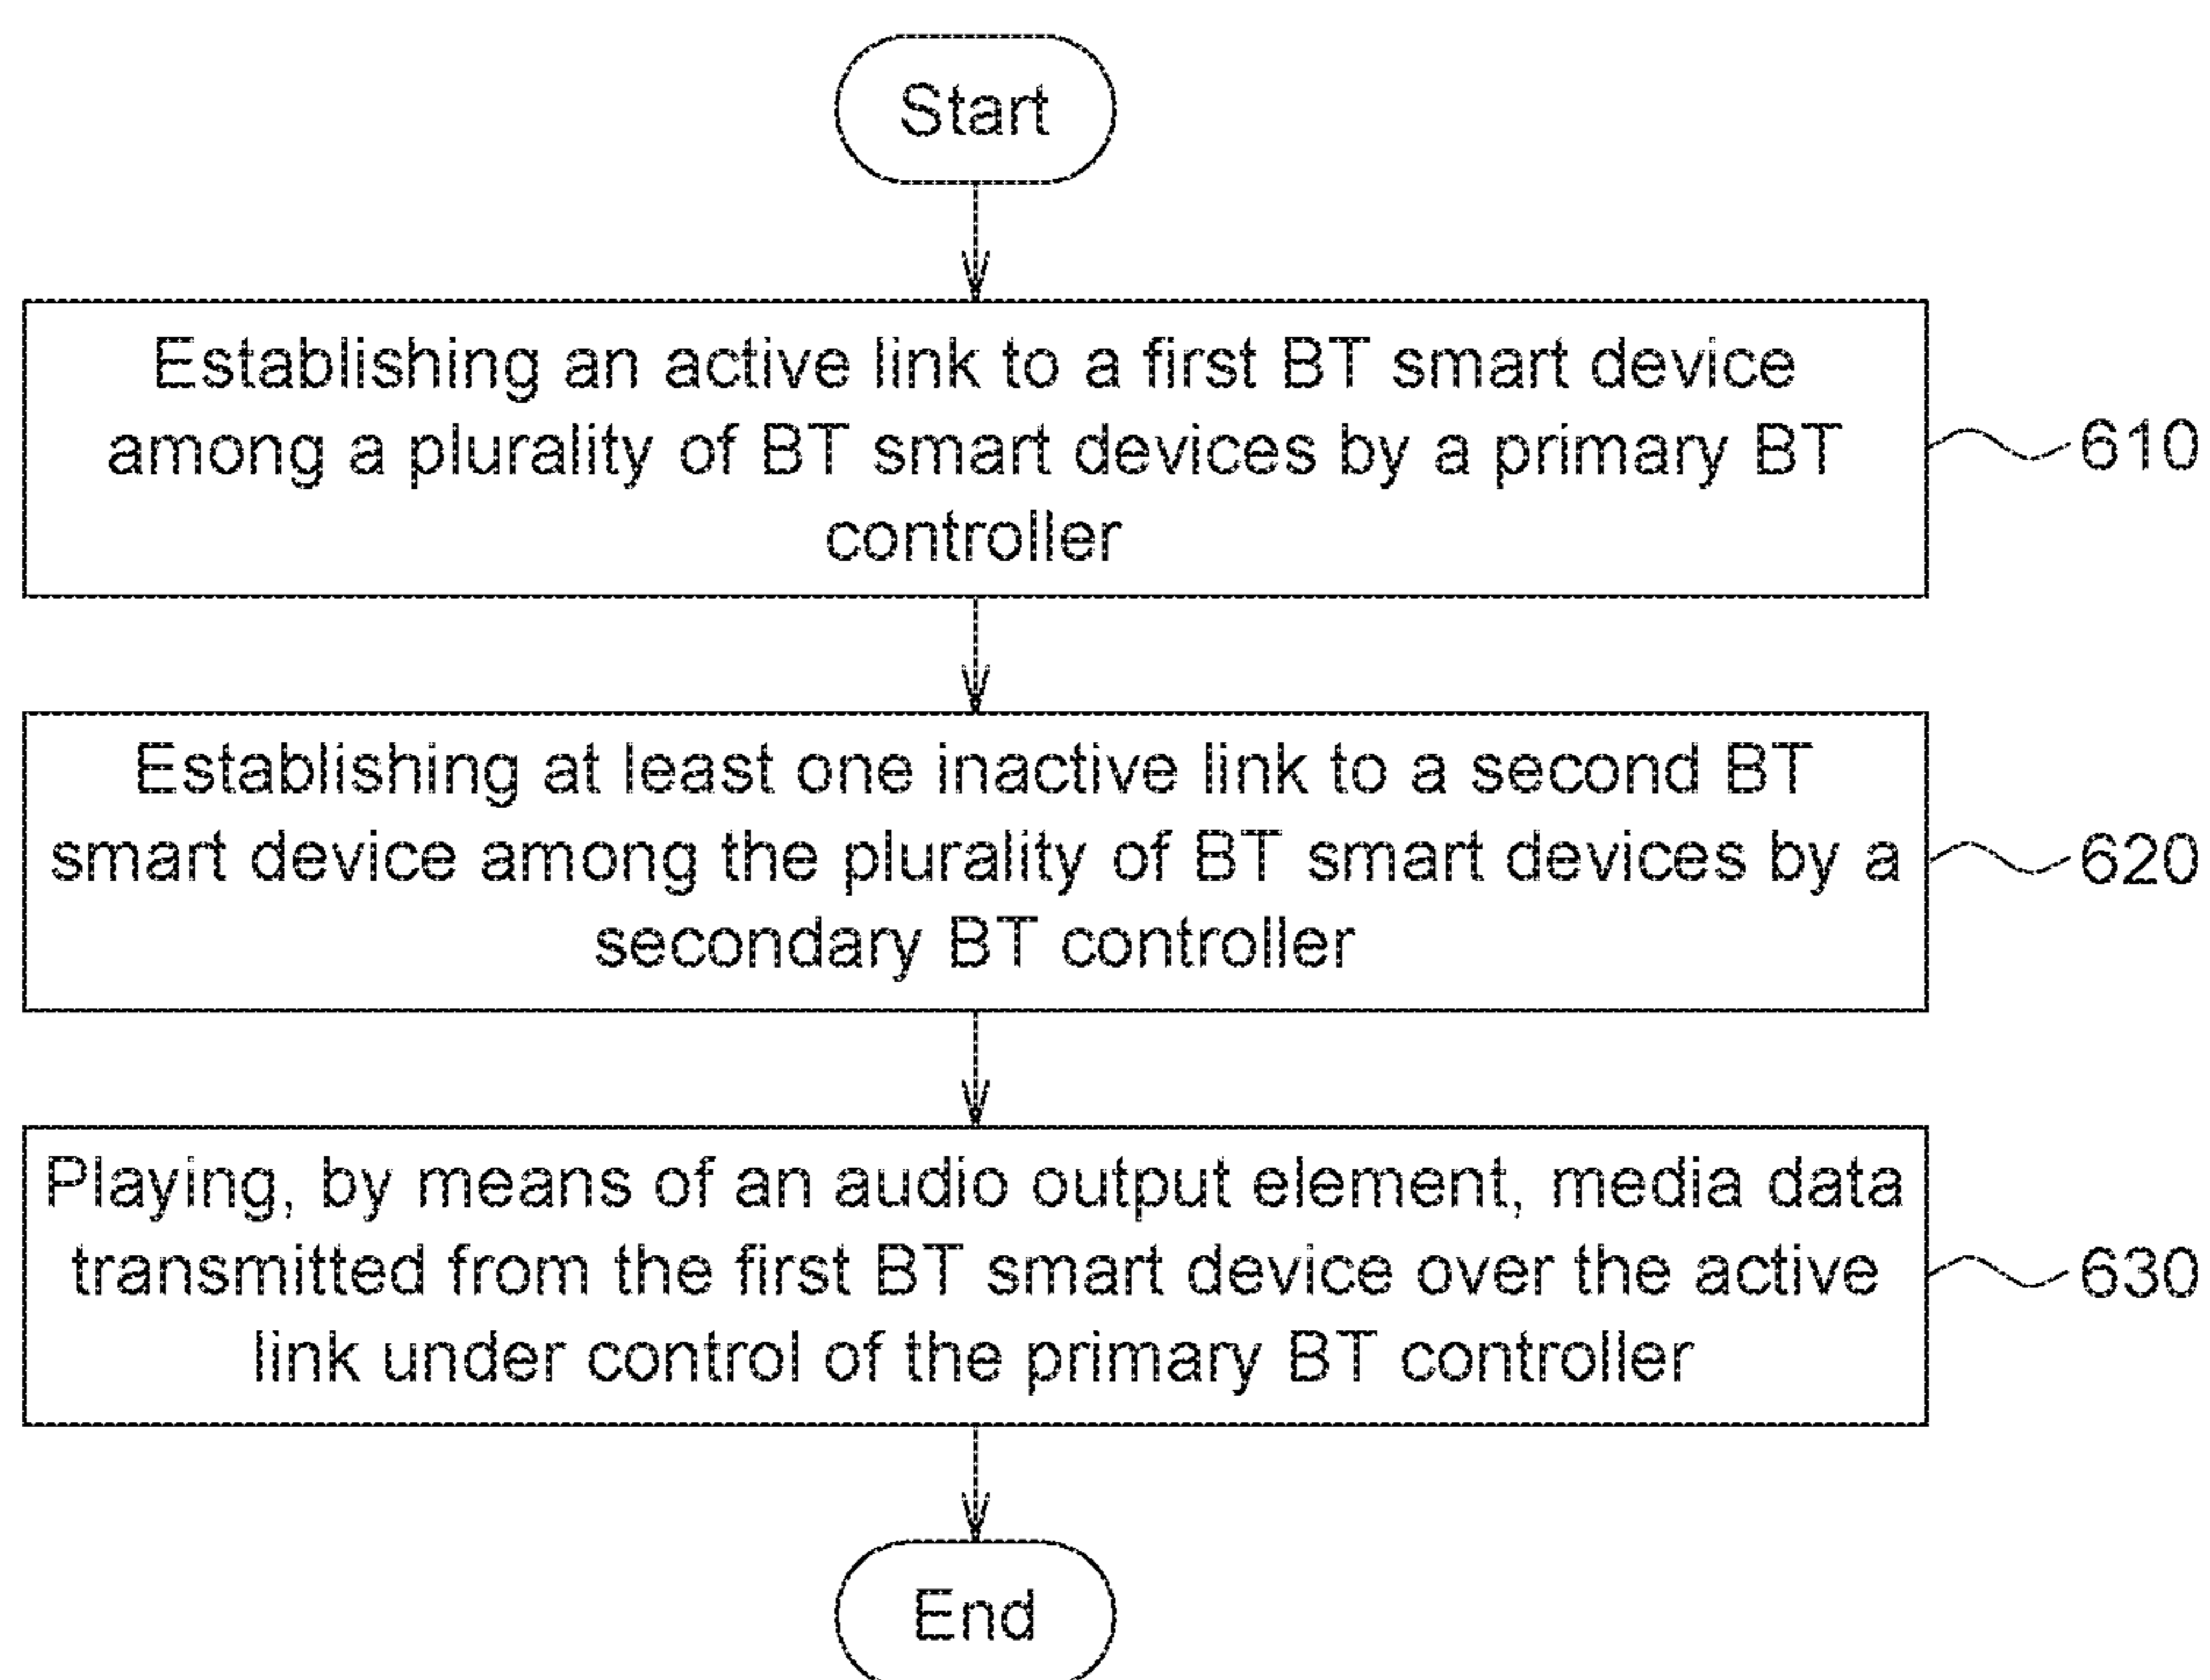 Start
Establishing an active link to a first BT smart device
among a plurality of BT smart devices by a primary BT
controller
610
Establishing at least one inactive link to a second BT
smart device among the plurality of BT smart devices by a
secondary BT controller
620
Playing, by means of an audio output element, media data
transmitted from the first BT smart device over the active
link under control of the primary BT controller
630
End